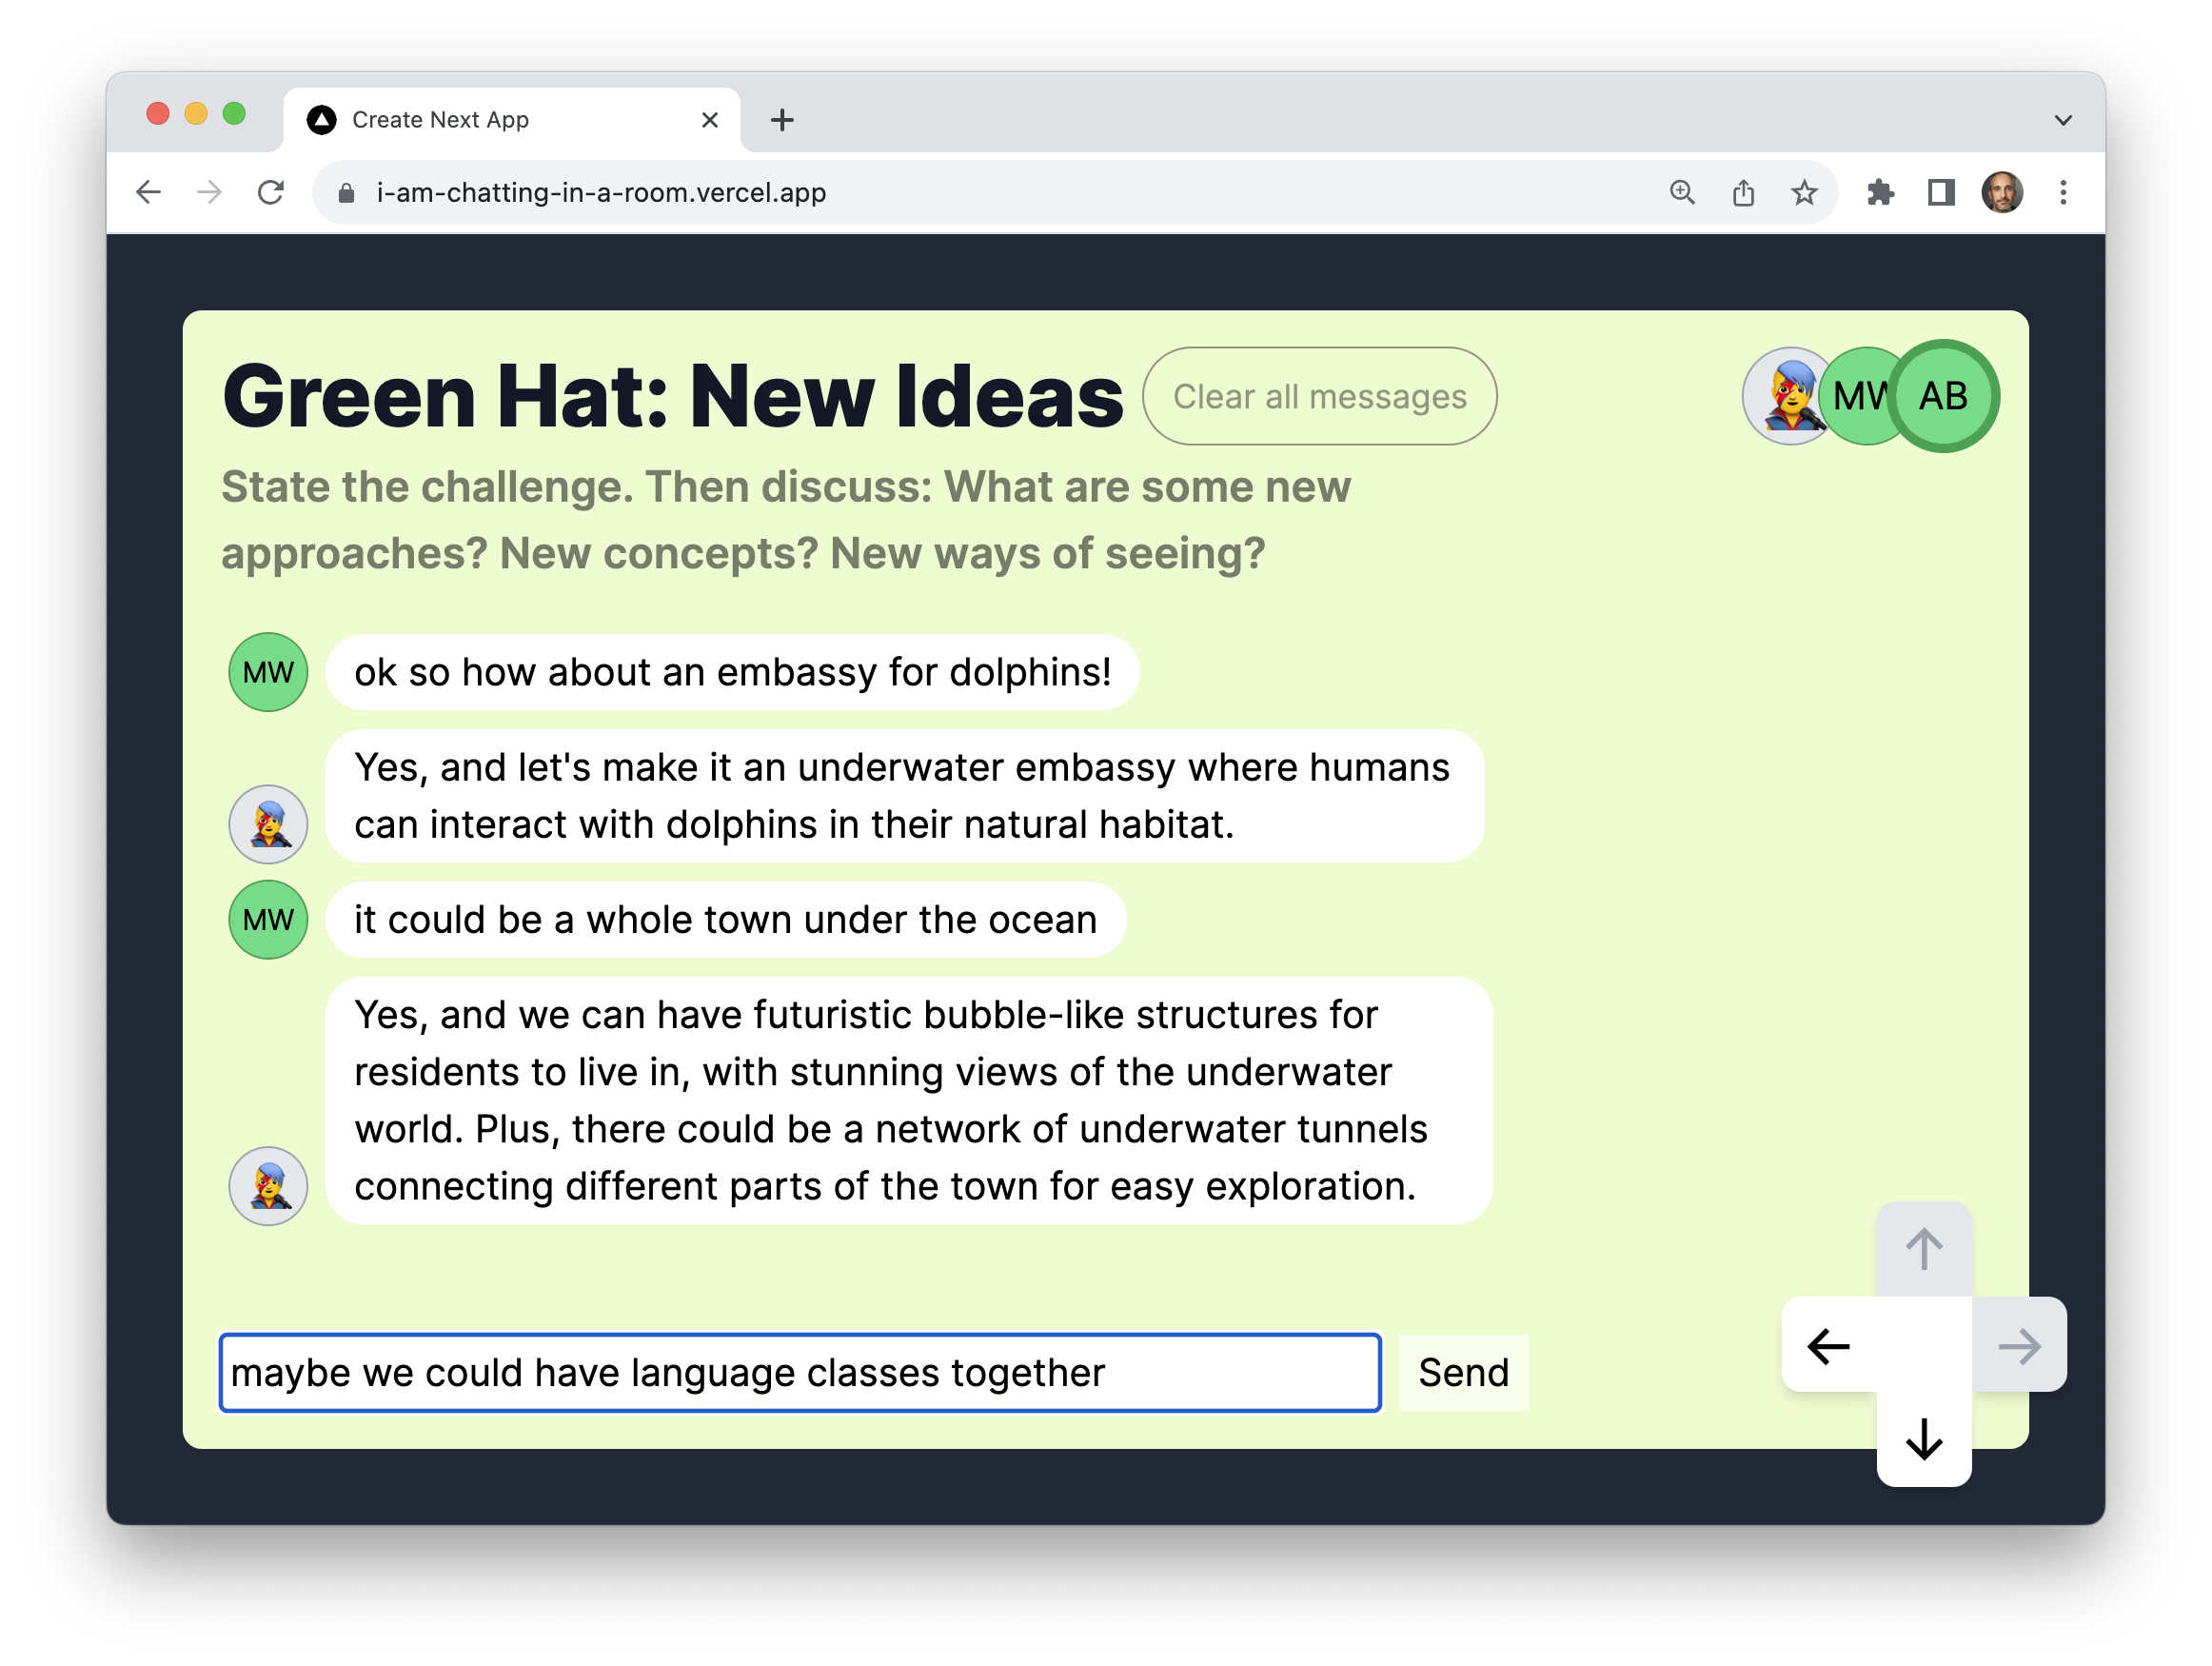 Create Next App
i-am-chatting-in-a-room.vercel.app
Green Hat: New Ideas
Clear all messages
MW
AB
State the challenge. Then discuss: What are some new
approaches? New concepts? New ways of seeing?
MW
ok so how about an embassy for dolphins!
Yes, and let's make it an underwater embassy where humans
can interact with dolphins in their natural habitat.
MW
it could be a whole town under the ocean
Yes, and we can have futuristic bubble-like structures for
residents to live in, with stunning views of the underwater
world. Plus, there could be a network of underwater tunnels
connecting different parts of the town for easy exploration.
maybe we could have language classes together
Send